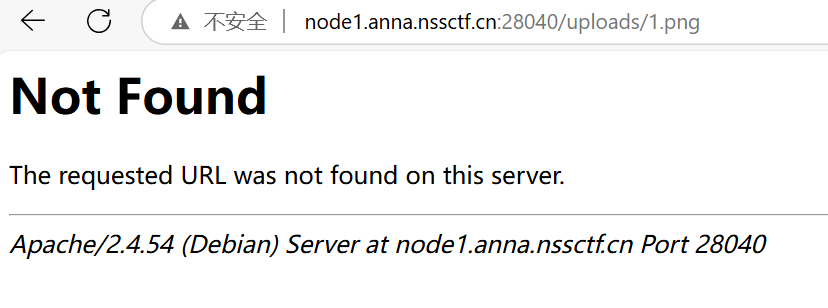 不安全 node1.anna.nssctf.cn:28040/uploads/1.png
Not Found
The requested URL was not found on this server.
Apache/2.4.54 (Debian) Server at node1.anna.nssctf.cn Port 28040